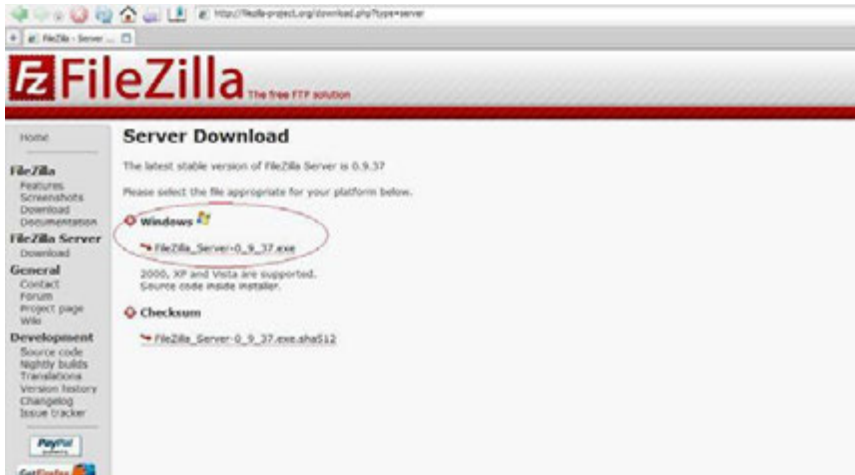 http://filezilla-project.org/download.php?type=server
FileZilla - Server ...
Fz FileZilla The free FTP solution
Home
FileZilla
Features
Screenshots
Download
Documentation
FileZilla Server
Download
General
Contact
Forum
Project page
Wiki
Development
Source code
Nightly builds
Translations
Version history
Changelog
Issue tracker
PayPal
GetFirefox
Server Download
The latest stable version of FileZilla Server is 0.9.37
Please select the file appropriate for your platform below.
Windows
FileZilla_Server-0_9_37.exe
2000, XP and Vista are supported.
Source code inside installer.
Checksum
FileZilla_Server-0_9_37.exe.sha512